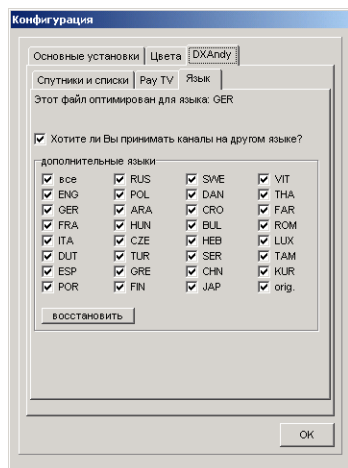 Конфигурация
Основные установки Цвета DXAndy
Спутники и списки Pay TV Язык
Этот файл оптимирован для языка: GER
Хотите ли Вы принимать каналы на другом языке?
дополнительные языки
все RUS SWE VIT
ENG POL DAN THA
GER ARA CRO FAR
FRA HUN BUL ROM
ITA CZE HEB LUX
DUT TUR SER TAM
ESP GRE CHN KUR
POR FIN JAP orig.
восстановить
OK